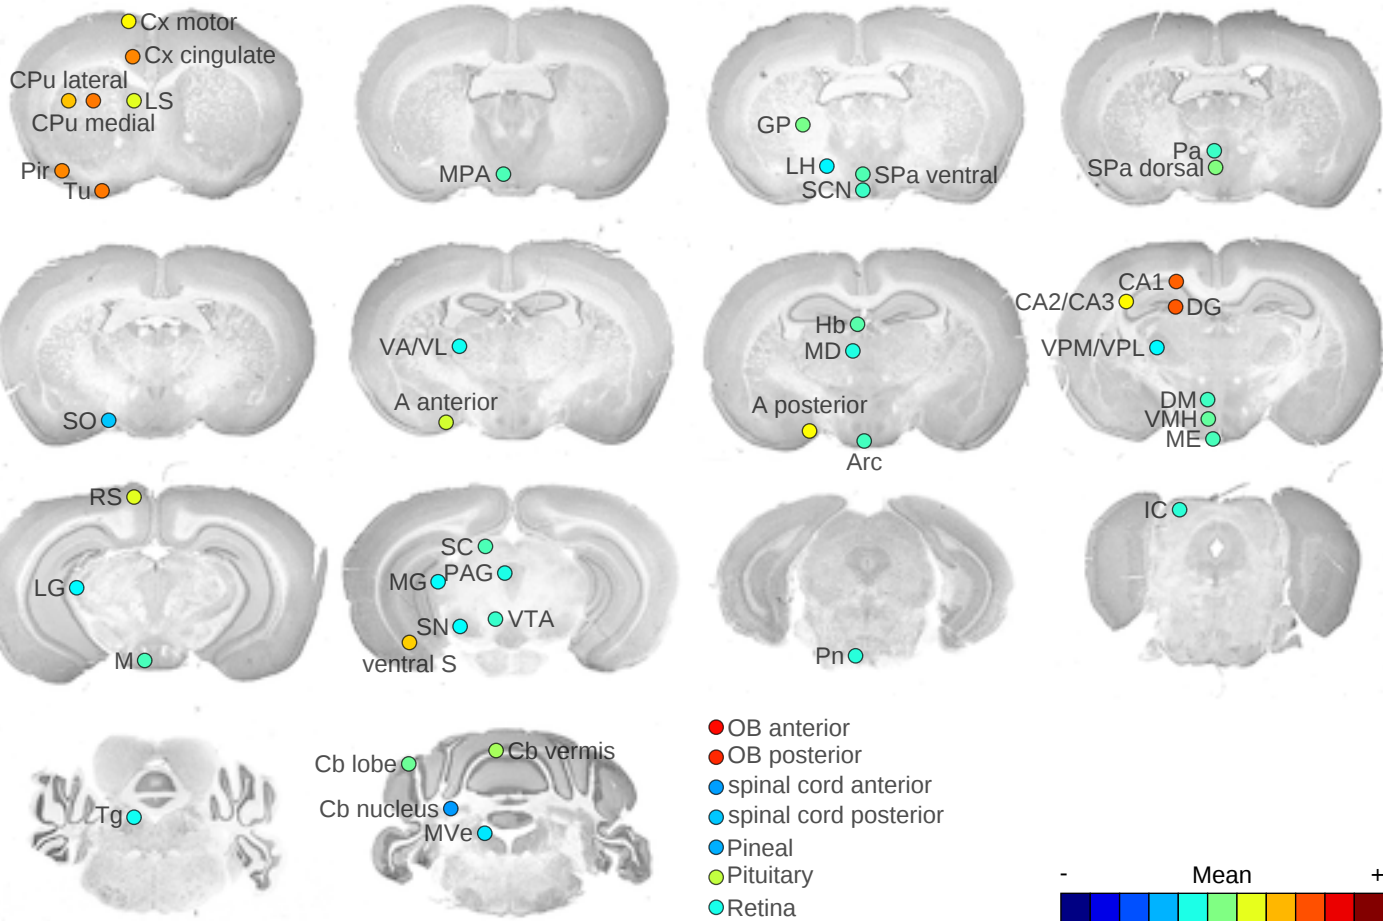 Cx motor
Cx cingulate
CPu lateral
LS
CPu medial
Pir
Tu
MPA
GP
LH
SPa ventral
SCN
Pa
SPa dorsal
SO
VA/VL
A anterior
Hb
MD
A posterior
Arc
CA1
CA2/CA3
DG
VPM/VPL
DM
VMH
ME
RS
LG
M
SC
PAG
MG
SN
VTA
ventral S
Pn
IC
Tg
Cb lobe
Cb vermis
Cb nucleus
MVe
OB anterior
OB posterior
spinal cord anterior
spinal cord posterior
Pineal
Pituitary
Retina
- Mean +